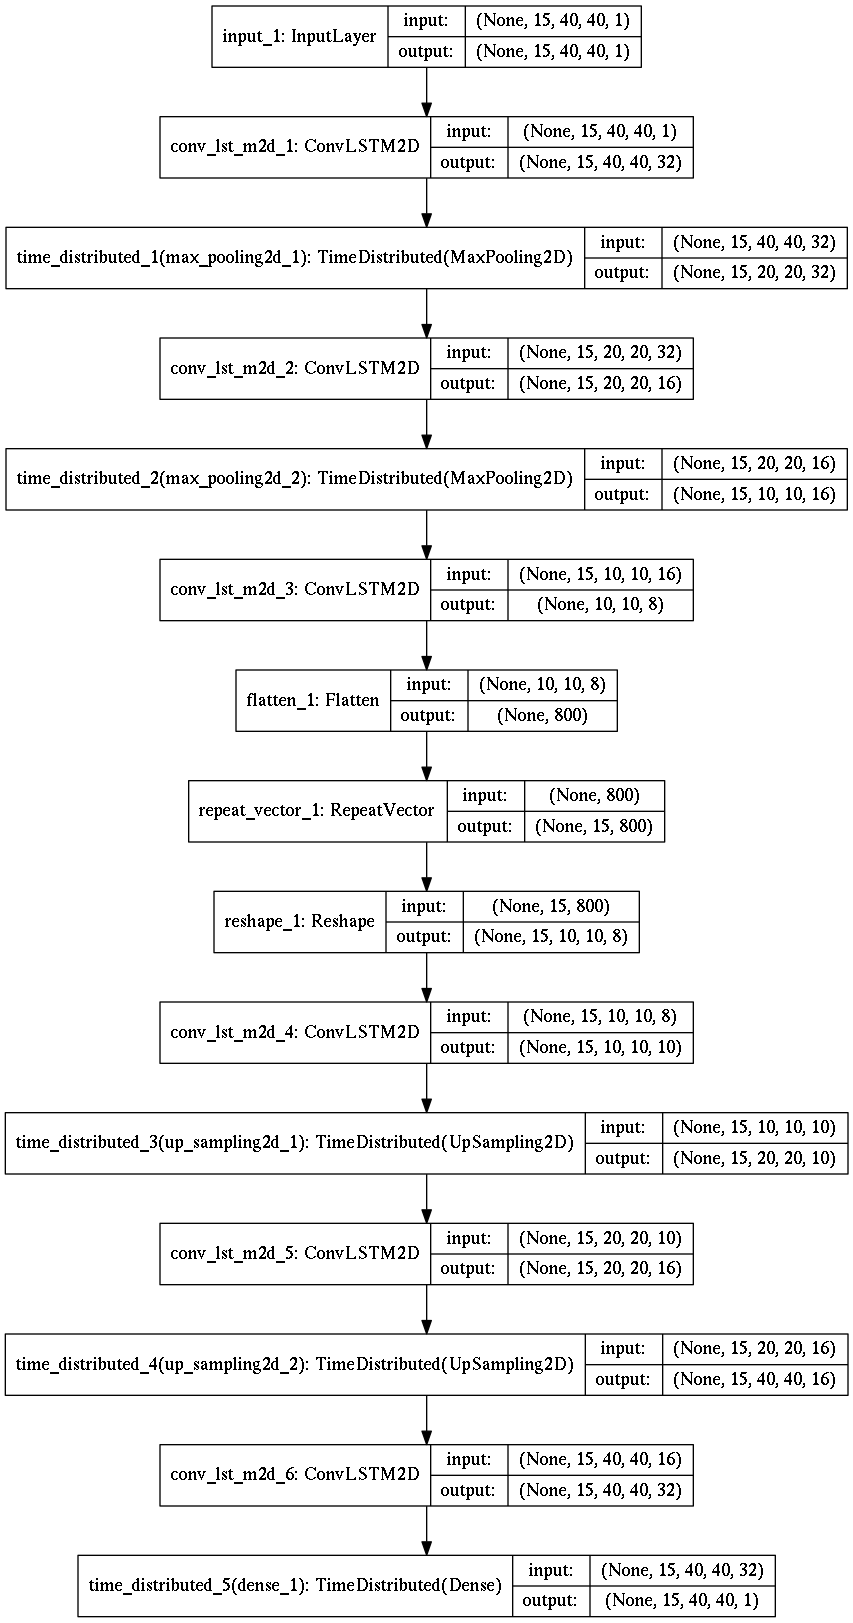 input_1: InputLayer
input: (None, 15, 40, 40, 1)
output: (None, 15, 40, 40, 1)
conv_lst_m2d_1: ConvLSTM2D
input: (None, 15, 40, 40, 1)
output: (None, 15, 40, 40, 32)
time_distributed_1(max_pooling2d_1): TimeDistributed(MaxPooling2D)
input: (None, 15, 40, 40, 32)
output: (None, 15, 20, 20, 32)
conv_lst_m2d_2: ConvLSTM2D
input: (None, 15, 20, 20, 32)
output: (None, 15, 20, 20, 16)
time_distributed_2(max_pooling2d_2): TimeDistributed(MaxPooling2D)
input: (None, 15, 20, 20, 16)
output: (None, 15, 10, 10, 16)
conv_lst_m2d_3: ConvLSTM2D
input: (None, 15, 10, 10, 16)
output: (None, 10, 10, 8)
flatten_1: Flatten
input: (None, 10, 10, 8)
output: (None, 800)
repeat_vector_1: RepeatVector
input: (None, 800)
output: (None, 15, 800)
reshape_1: Reshape
input: (None, 15, 800)
output: (None, 15, 10, 10, 8)
conv_lst_m2d_4: ConvLSTM2D
input: (None, 15, 10, 10, 8)
output: (None, 15, 10, 10, 10)
time_distributed_3(up_sampling2d_1): TimeDistributed(UpSampling2D)
input: (None, 15, 10, 10, 10)
output: (None, 15, 20, 20, 10)
conv_lst_m2d_5: ConvLSTM2D
input: (None, 15, 20, 20, 10)
output: (None, 15, 20, 20, 16)
time_distributed_4(up_sampling2d_2): TimeDistributed(UpSampling2D)
input: (None, 15, 20, 20, 16)
output: (None, 15, 40, 40, 16)
conv_lst_m2d_6: ConvLSTM2D
input: (None, 15, 40, 40, 16)
output: (None, 15, 40, 40, 32)
time_distributed_5(dense_1): TimeDistributed(Dense)
input: (None, 15, 40, 40, 32)
output: (None, 15, 40, 40, 1)